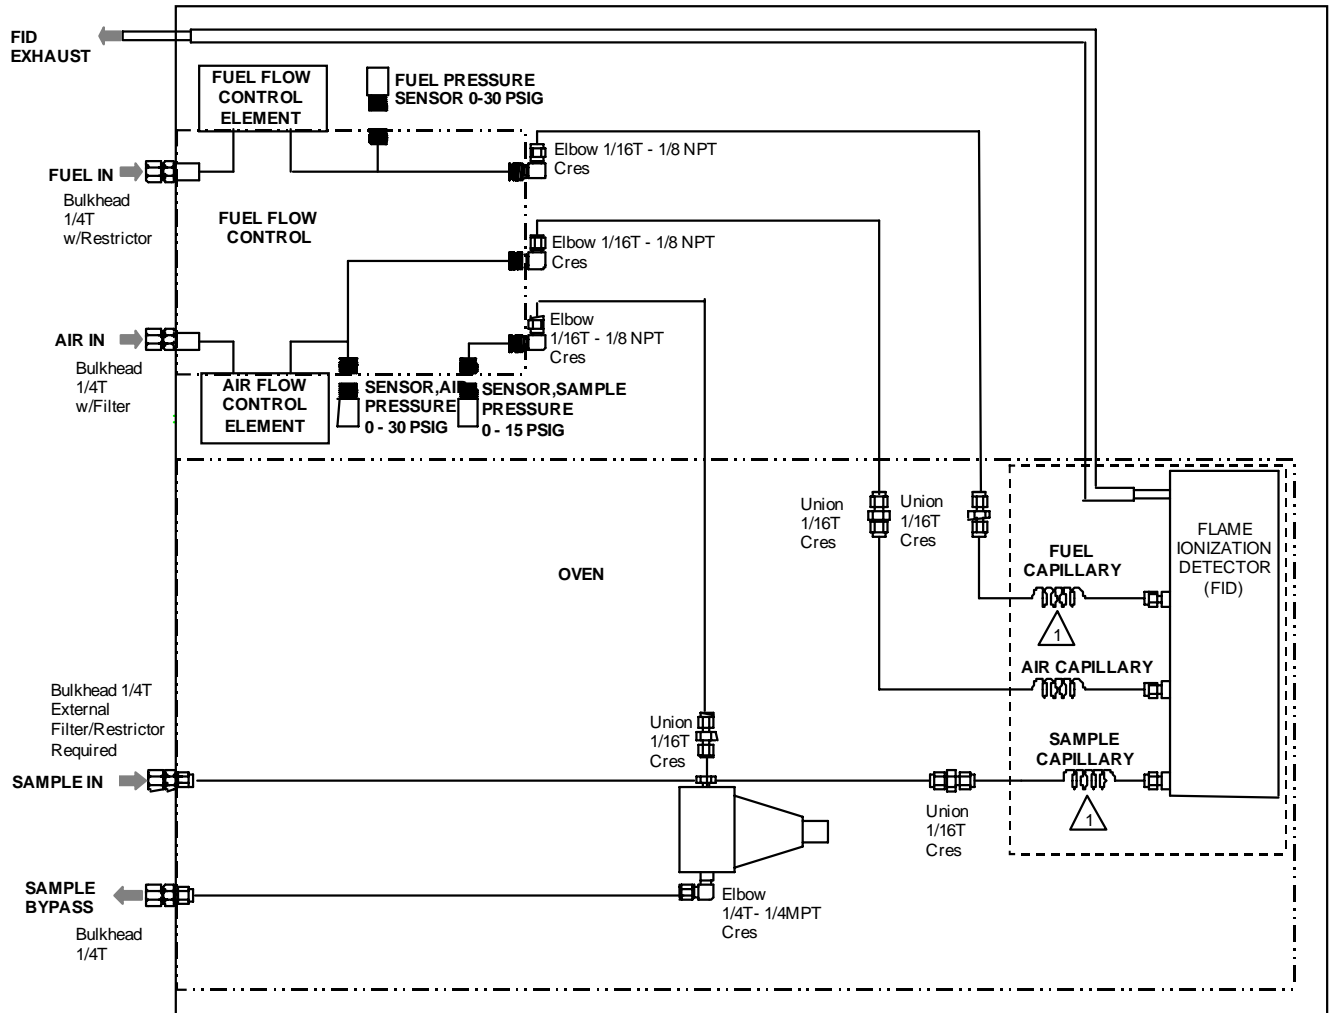 FID
EXHAUST
FUEL FLOW
CONTROL
ELEMENT
FUEL PRESSURE
SENSOR 0-30 PSIG
FUEL IN
Bulkhead
1/4T
w/Restrictor
Elbow 1/16T - 1/8 NPT
Cres
FUEL FLOW
CONTROL
Elbow 1/16T - 1/8 NPT
Cres
AIR IN
Bulkhead
1/4T
w/Filter
Elbow
1/16T - 1/8 NPT
Cres
AIR FLOW
CONTROL
ELEMENT
SENSOR,AIR
PRESSURE
0 - 30 PSIG
SENSOR,SAMPLE
PRESSURE
0 - 15 PSIG
Union
1/16T
Cres
Union
1/16T
Cres
FLAME
IONIZATION
DETECTOR
(FID)
OVEN
FUEL
CAPILLARY
1
AIR CAPILLARY
Bulkhead 1/4T
External
Filter/Restrictor
Required
SAMPLE IN
Union
1/16T
Cres
SAMPLE
CAPILLARY
1
Union
1/16T
Cres
SAMPLE
BYPASS
Bulkhead
1/4T
Elbow
1/4T- 1/4MPT
Cres